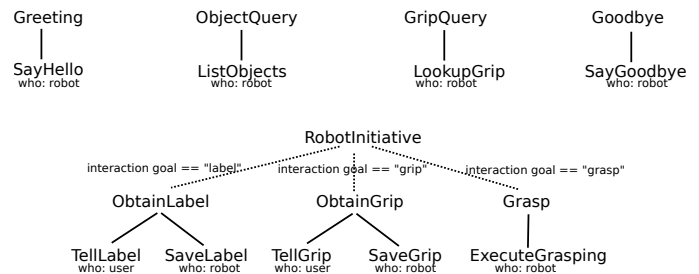 Greeting ObjectQuery GripQuery Goodbye
SayHello ListObjects LookupGrip SayGoodbye
who: robot who: robot who: robot who: robot
RobotInitiative
interaction goal == "label" interaction goal == "grip" interaction goal == "grasp"
ObtainLabel ObtainGrip Grasp
TellLabel SaveLabel TellGrip SaveGrip ExecuteGrasping
who: user who: robot who: user who: robot who: robot